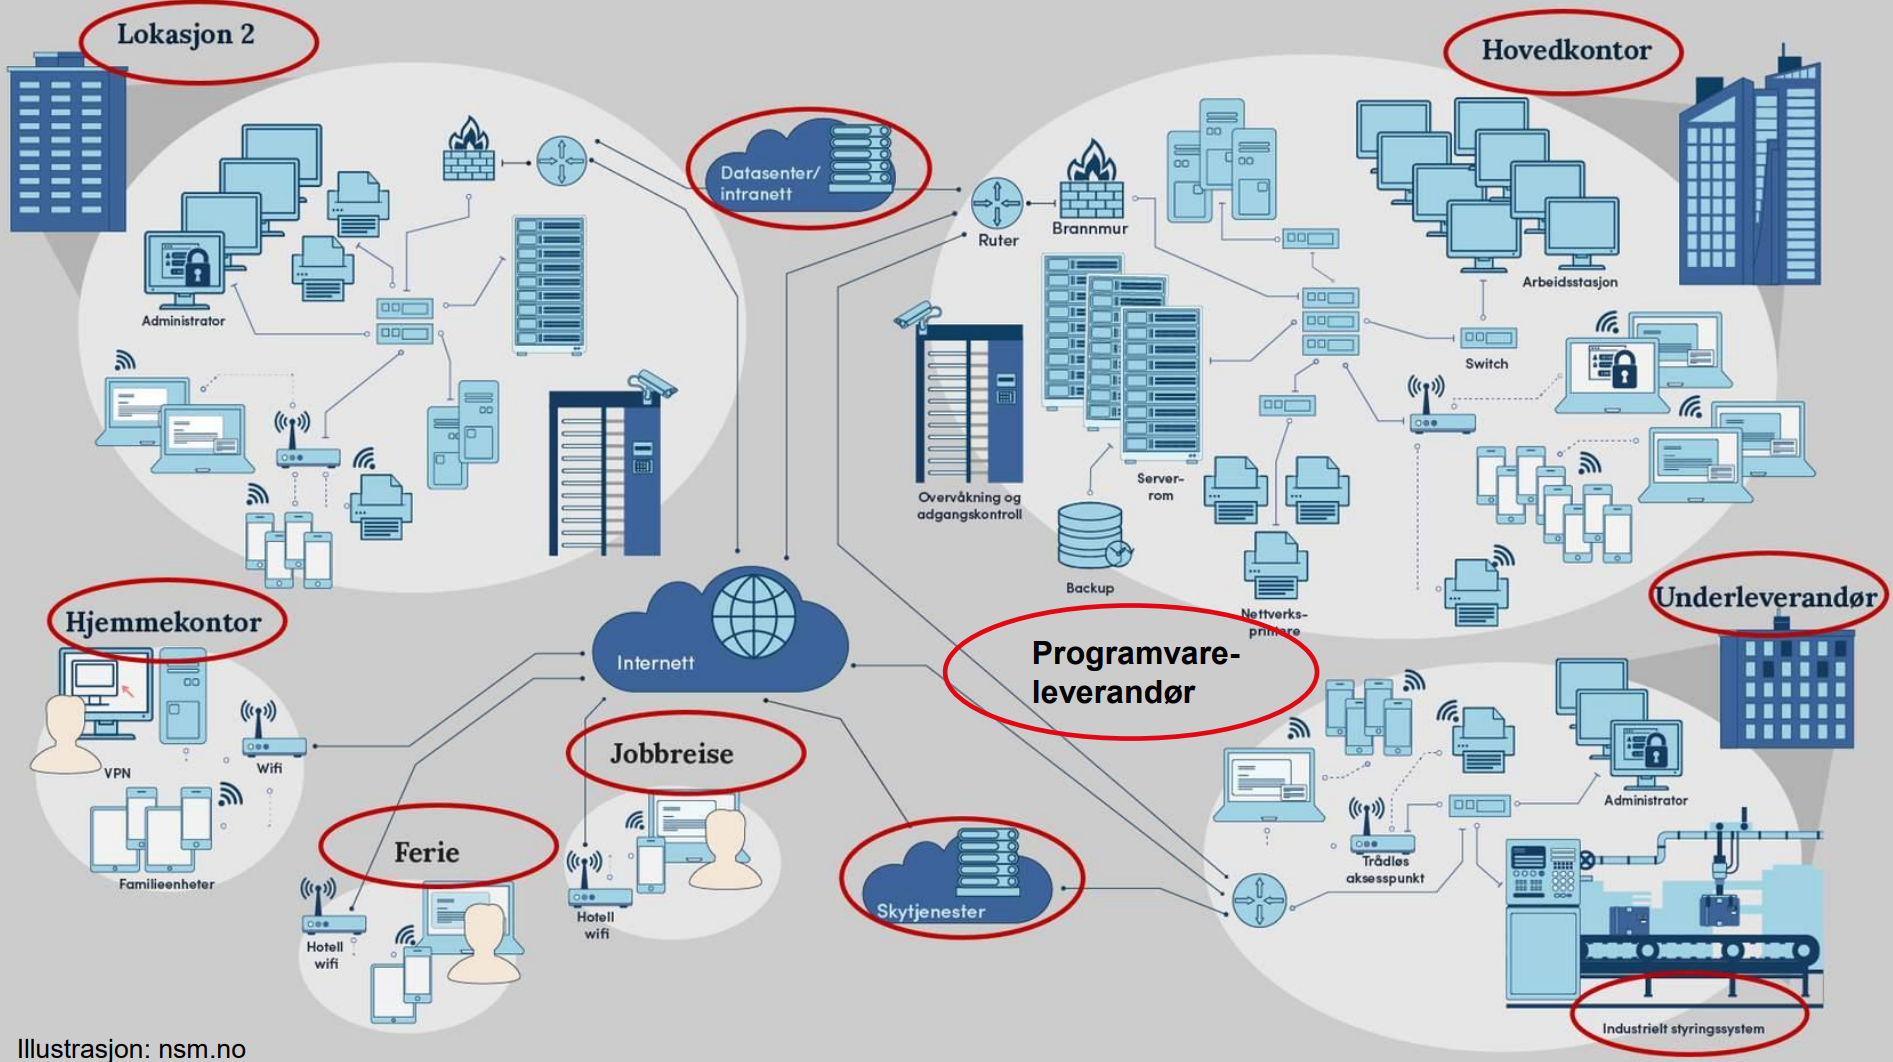 Lokasjon 2
Hovedkontor
Datasenter/
intranett
Ruter
Brannmur
Arbeidsstasjon
Administrator
Switch
Overvåkning og
adgangskontroll
Server-
rom
Backup
Nettverks-
printere
Hjemmekontor
Underleverandør
Internett
Programvare-
leverandør
VPN
Wifi
Familieenheter
Jobbreise
Ferie
Hotell
wifi
Hotell
wifi
Skytjenester
Administrator
Trådløs
aksesspunkt
Industrielt styringssystem
Illustrasjon: nsm.no